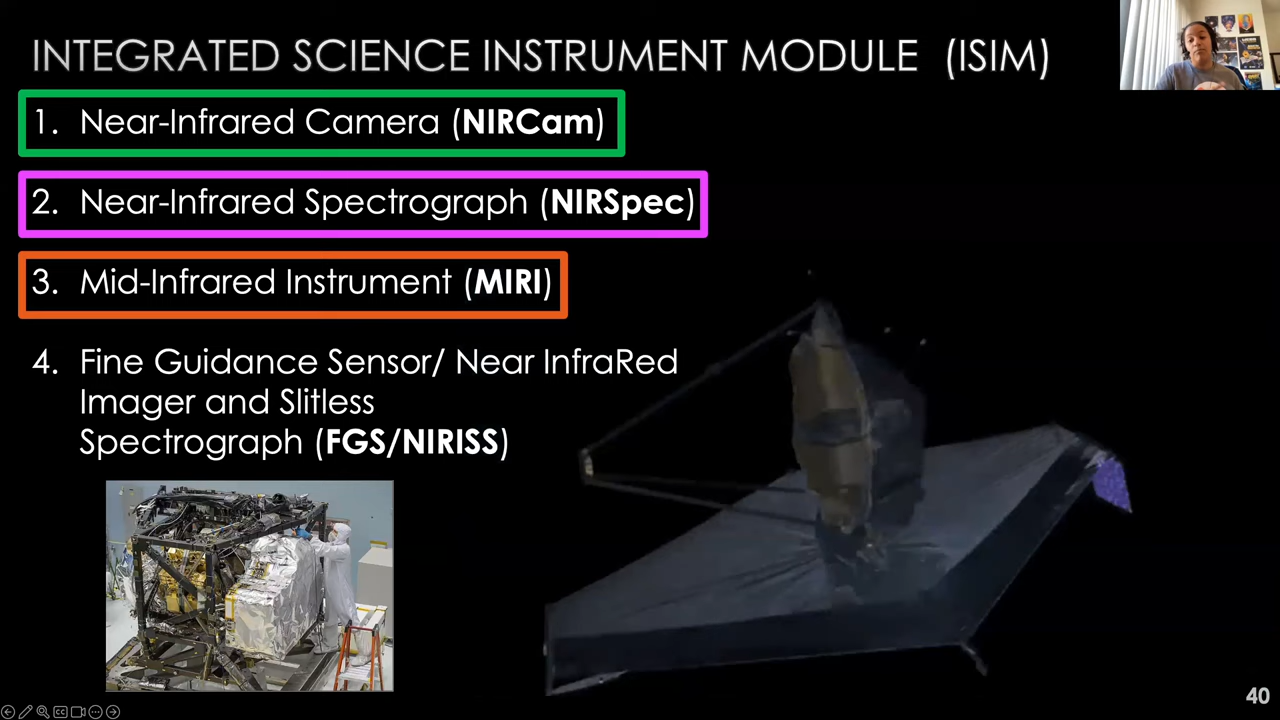 INTEGRATED SCIENCE INSTRUMENT MODULE (ISIM)
1. Near-Infrared Camera (NIRCam)
2. Near-Infrared Spectrograph (NIRSpec)
3. Mid-Infrared Instrument (MIRI)
4. Fine Guidance Sensor/ Near InfraRed
Imager and Slitless
Spectrograph (FGS/NIRISS)
40